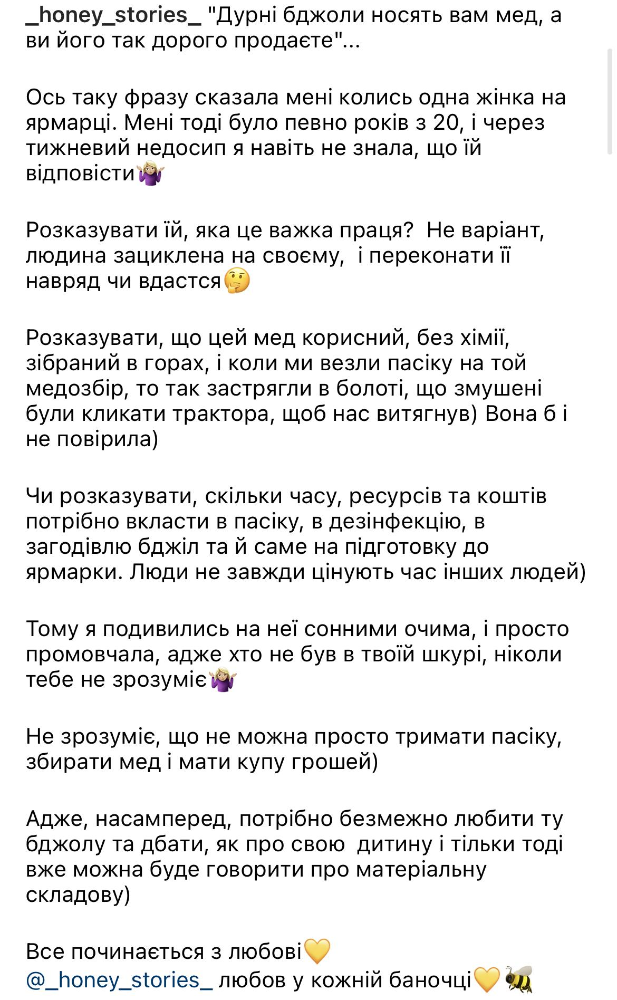 _honey_stories_ "Дурні бджоли носять вам мед, а
ви його так дорого продаєте"...
Ось таку фразу сказала мені колись одна жінка на
ярмарці. Мені тоді було певно років з 20, і через
тижневий недосип я навіть не знала, що їй
відповісти🤷🏼‍♀️
Розказувати їй, яка це важка праця?  Не варіант,
людина зациклена на своєму,  і переконати її
навряд чи вдастся🤔
Розказувати, що цей мед корисний, без хімії,
зібраний в горах, і коли ми везли пасіку на той
медозбір, то так застрягли в болоті, що змушені
були кликати трактора, щоб нас витягнув) Вона б і
не повірила)
Чи розказувати, скільки часу, ресурсів та коштів
потрібно вкласти в пасіку, в дезінфекцію, в
загодівлю бджіл та й саме на підготовку до
ярмарки. Люди не завжди цінують час інших людей)
Тому я подивились на неї сонними очима, і просто
промовчала, адже хто не був в твоїй шкурі, ніколи
тебе не зрозуміє🤷🏼‍♀️
Не зрозуміє, що не можна просто тримати пасіку,
збирати мед і мати купу грошей)
Адже, насамперед, потрібно безмежно любити ту
бджолу та дбати, як про свою  дитину і тільки тоді
вже можна буде говорити про матеріальну
складову)
Все починається з любові💛
@_honey_stories_ любов у кожній баночці💛🐝